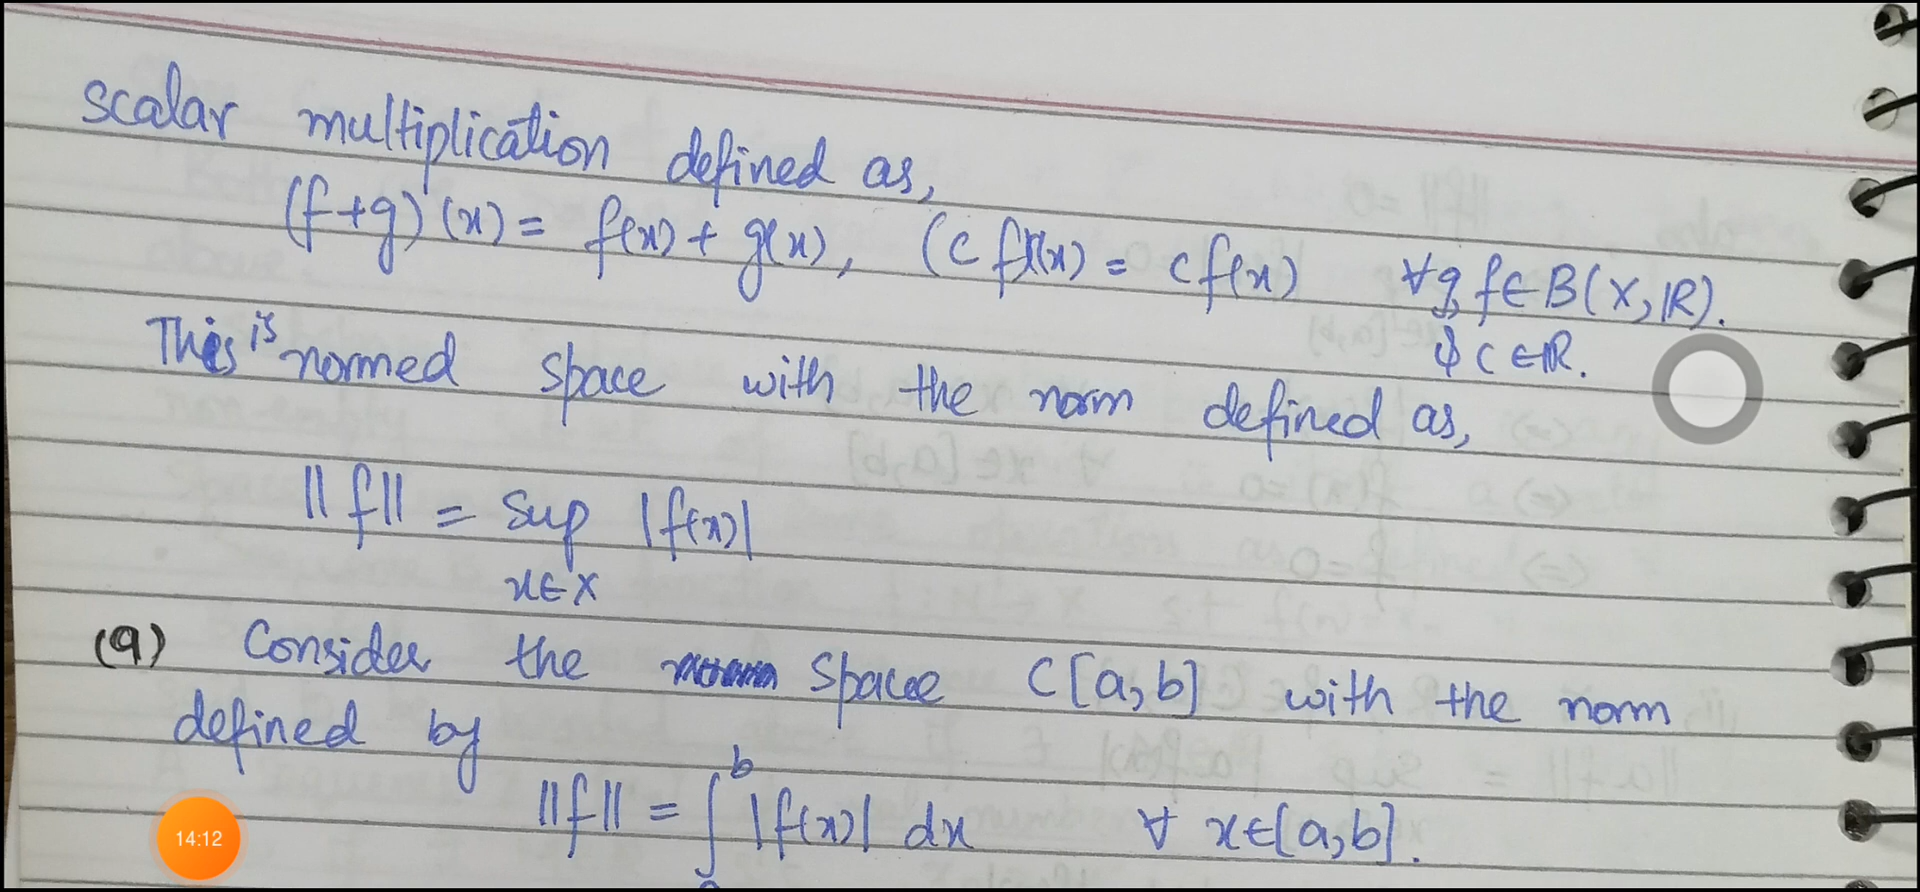 scalar multiplication defined as,
(f+g)(x) = f(x) + g(x), (c f)(x) = c f(x) ∀ g, f ∈ B(X, ℝ).
& c ∈ ℝ.
This is normed space with the norm defined as,
||f|| = Sup |f(x)|
x∈X
(9) Consider the Space C[a,b] with the norm
defined by
||f|| = ∫ᵇ |f(x)| dx ∀ x∈[a,b].
14:12